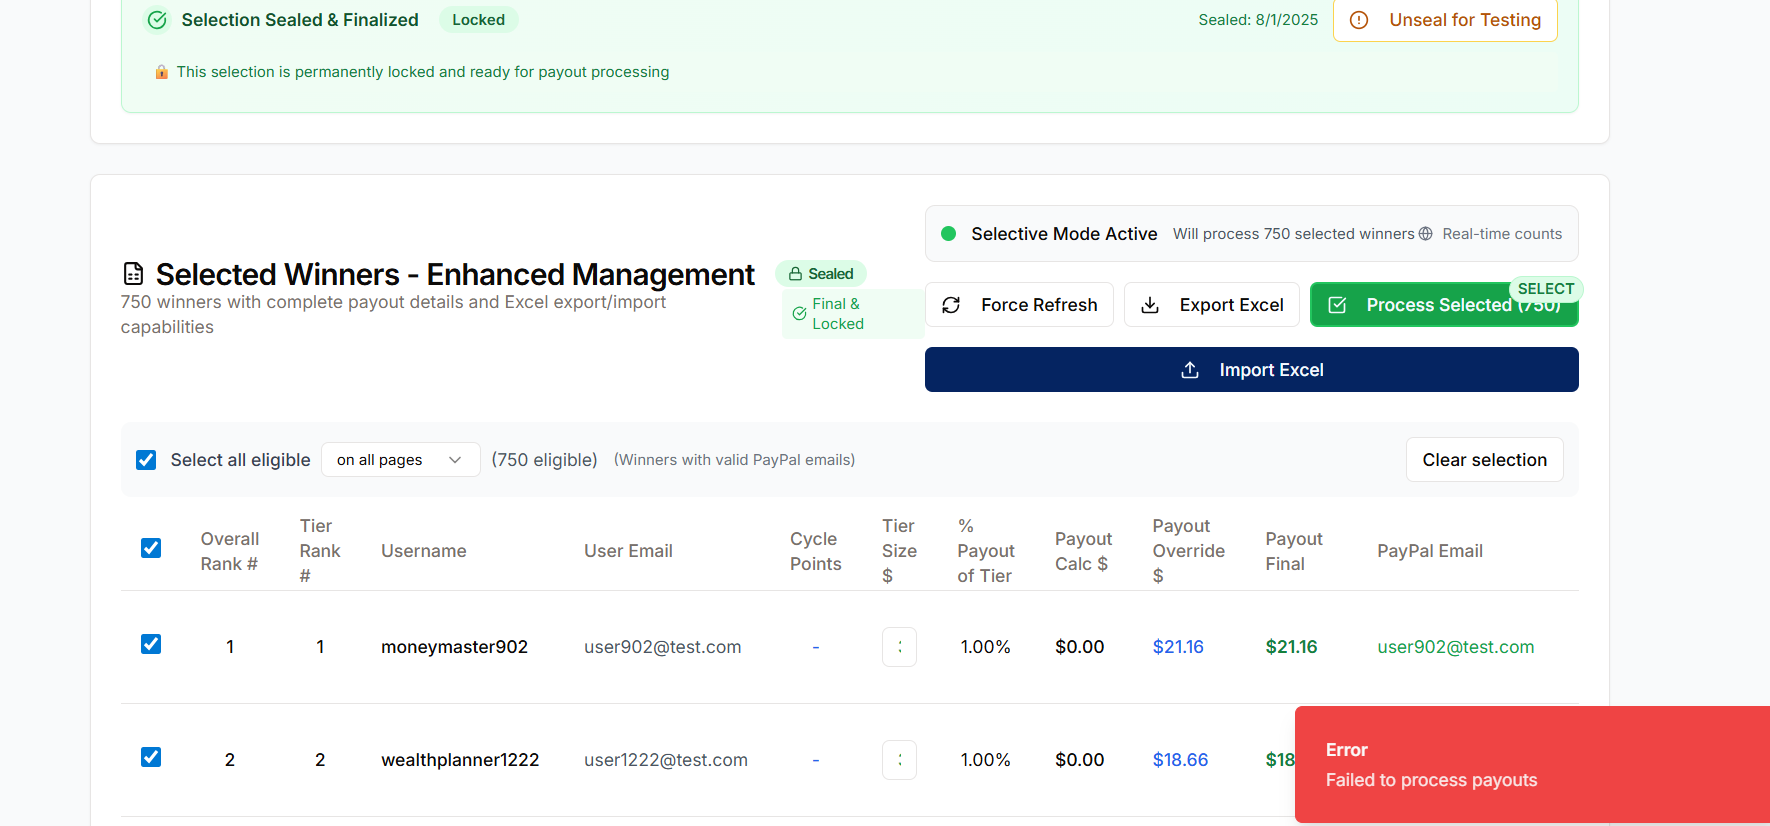 Selection Sealed & Finalized
Locked
Sealed: 8/1/2025
Unseal for Testing
This selection is permanently locked and ready for payout processing
Selective Mode Active
Will process 750 selected winners
Real-time counts
Selected Winners - Enhanced Management
Sealed
750 winners with complete payout details and Excel export/import
capabilities
Final &
Locked
Force Refresh
Export Excel
Process Selected (750)
SELECT
Import Excel
Select all eligible
on all pages
(750 eligible)
(Winners with valid PayPal emails)
Clear selection
Overall
Rank #
Tier
Rank
#
Username
User Email
Cycle
Points
Tier
Size
$
%
Payout
of Tier
Payout
Calc $
Payout
Override
$
Payout
Final
PayPal Email
1
1
moneymaster902
user902@test.com
-
1.00%
$0.00
$21.16
$21.16
user902@test.com
2
2
wealthplanner1222
user1222@test.com
-
1.00%
$0.00
$18.66
$18
Error
Failed to process payouts